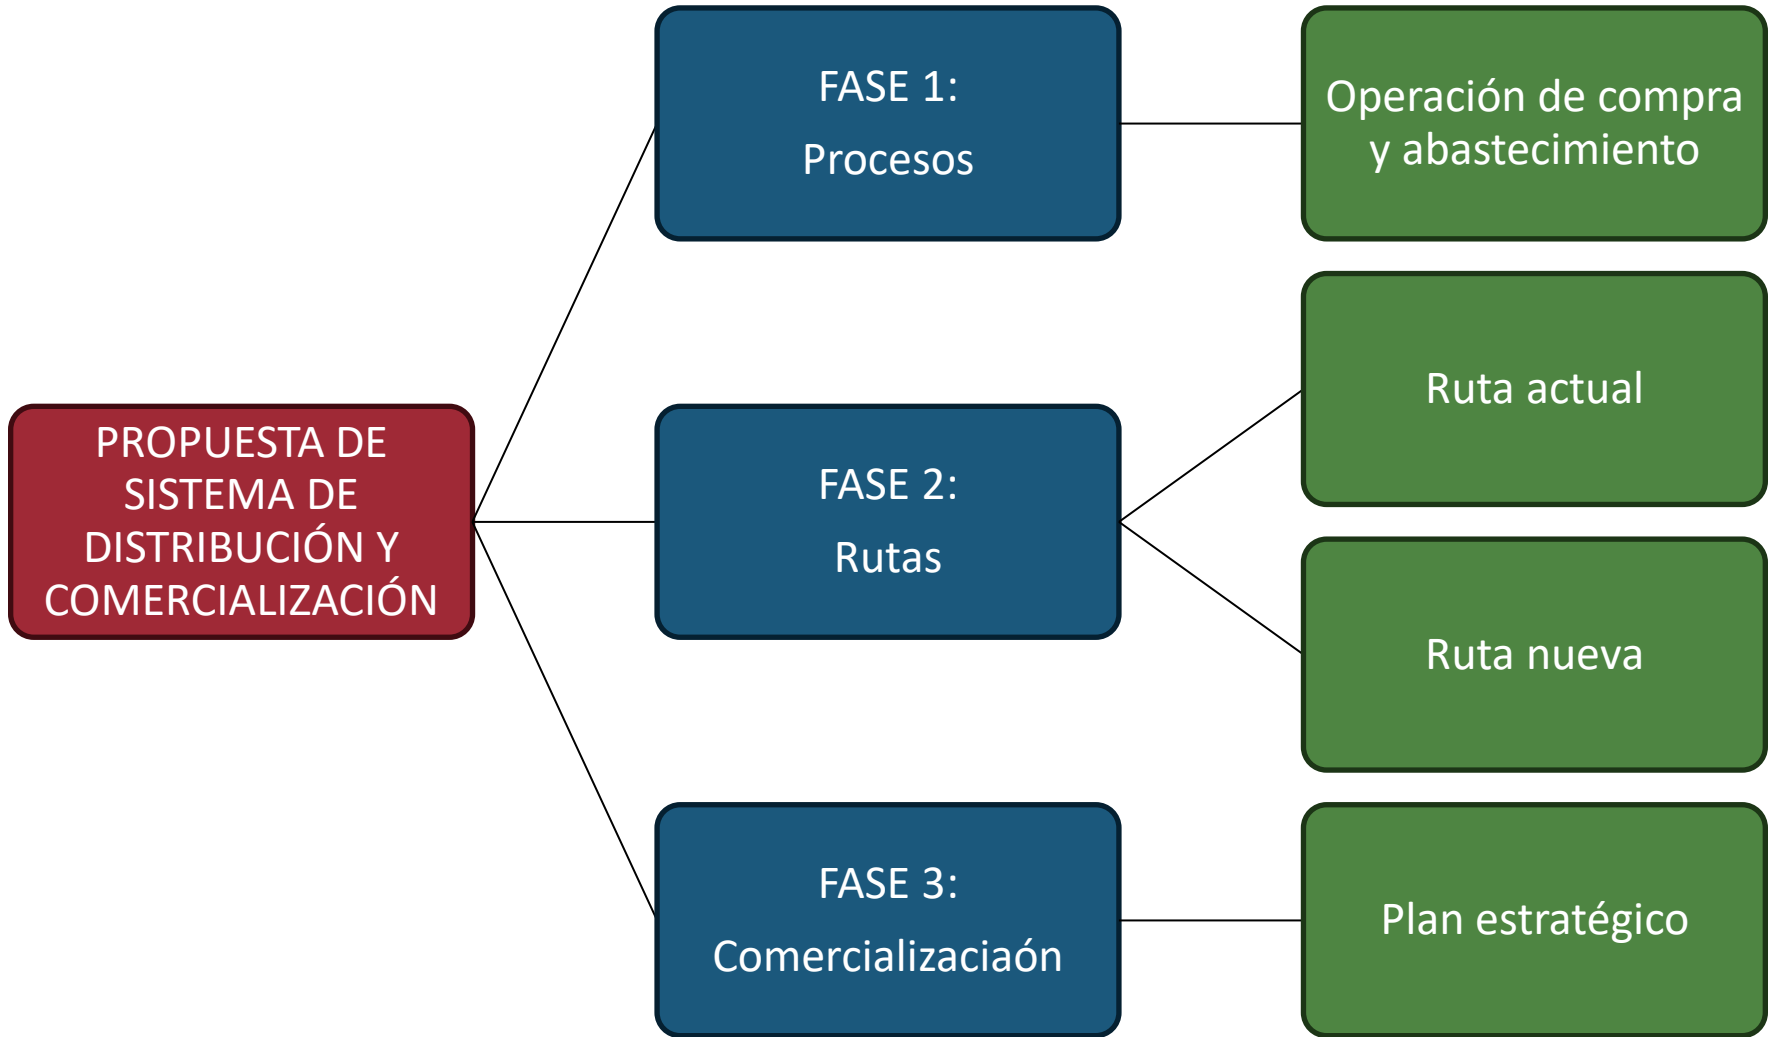 PROPUESTA DE
SISTEMA DE
DISTRIBUCIÓN Y
COMERCIALIZACIÓN
FASE 1:
Procesos
Operación de compra
y abastecimiento
FASE 2:
Rutas
Ruta actual
Ruta nueva
FASE 3:
Comercializaciaón
Plan estratégico